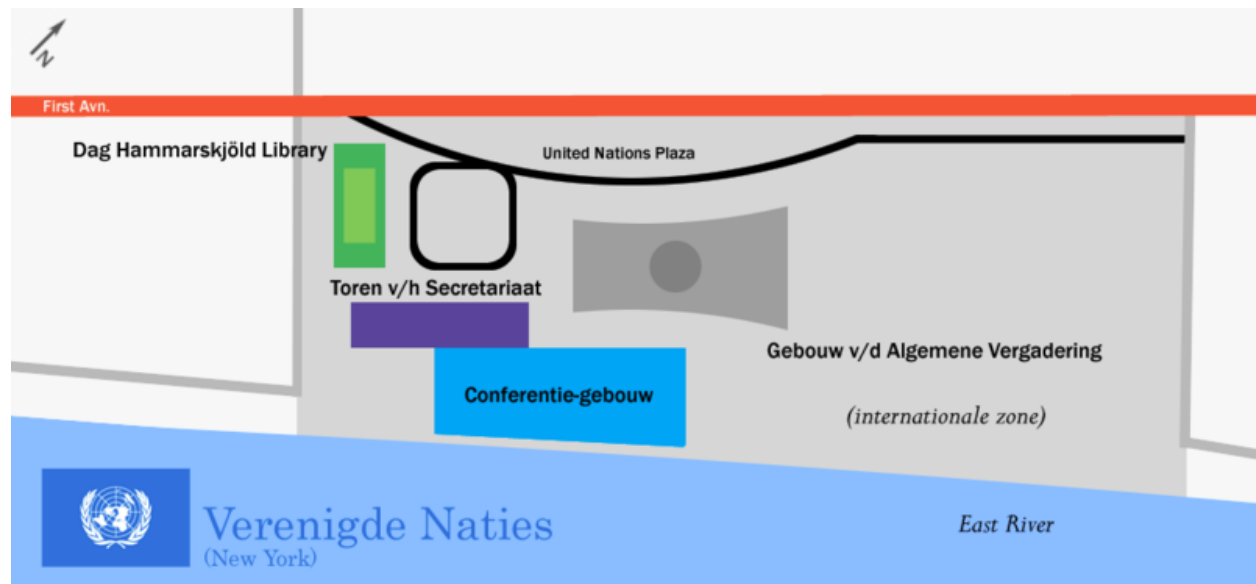 N
First Avn.
Dag Hammarskjöld Library
United Nations Plaza
Toren v/h Secretariaat
Gebouw v/d Algemene Vergadering
Conferentie-gebouw
(internationale zone)
Verenigde Naties
(New York)
East River